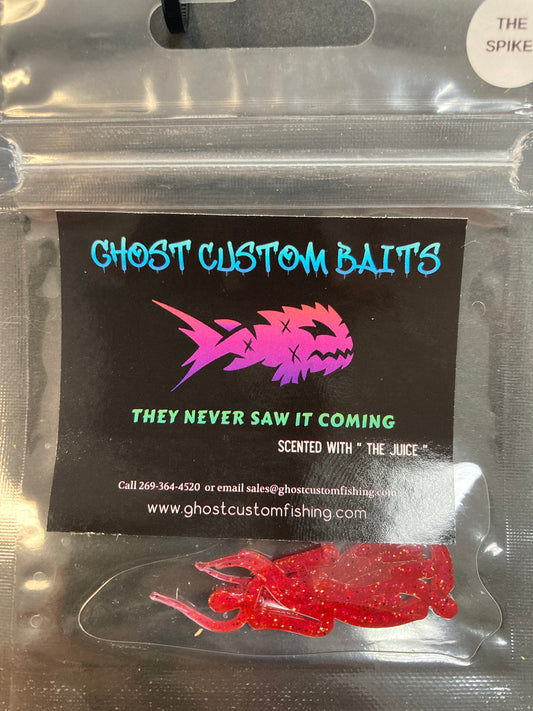 THE
SPIKE
GHOST CUSTOM BAITS
THEY NEVER SAW IT COMING
SCENTED WITH " THE JUICE "
Call 269-364-4520 or email sales@ghostcustomfishing.com
www.ghostcustomfishing.com